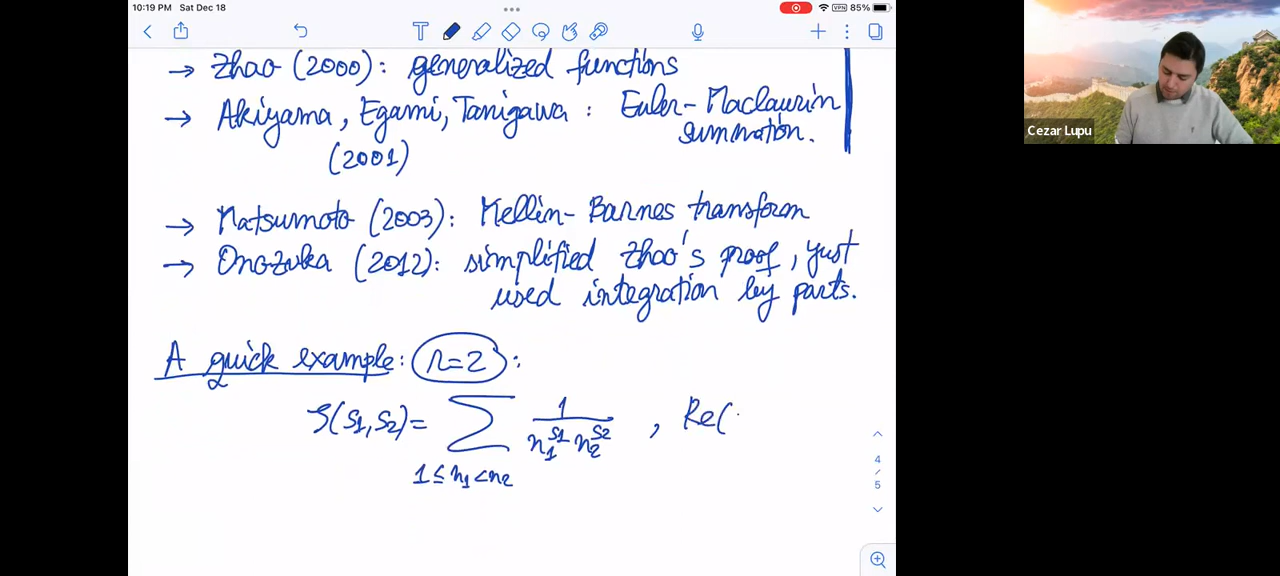 10:19 PM Sat Dec 18
VPN 85%
→ Zhao (2000): generalized functions
→ Akiyama, Egami, Tanigawa : Euler-Maclaurin
(2001) summation.
→ Matsumoto (2003): Mellin-Barnes transform
→ Onozuka (2012): simplified Zhao's proof, just
used integration by parts.
A quick example: r=2 :
ζ(s1,s2)= ∑ 1/(n1^s1 n2^s2) , Re(
1≤n1<n2
4/5
Cezar Lupu